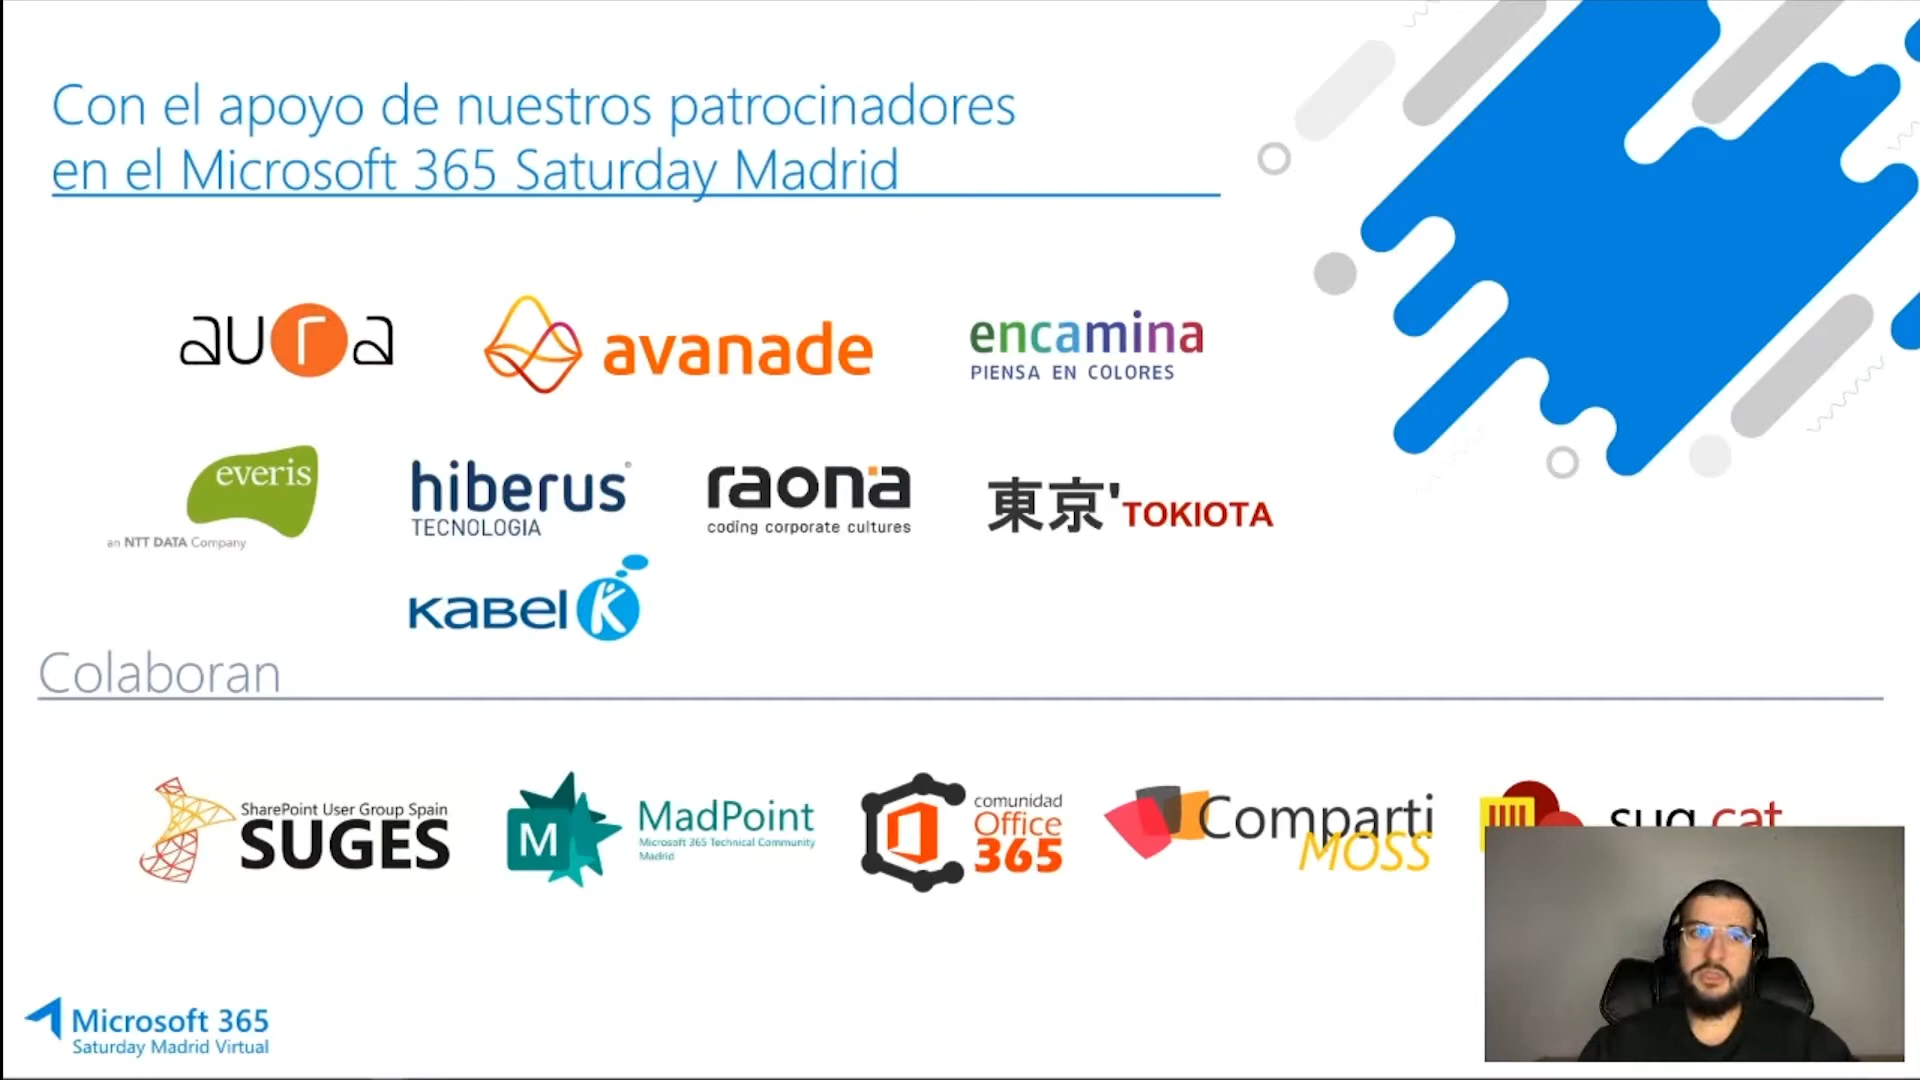 Con el apoyo de nuestros patrocinadores
en el Microsoft 365 Saturday Madrid
aura
avanade
encamina
PIENSA EN COLORES
everis
an NTT DATA Company
hiberus
TECNOLOGIA
raona
coding corporate cultures
東京'TOKIOTA
KABEL K
Colaboran
SharePoint User Group Spain
SUGES
M
MadPoint
Microsoft 365 Technical Community
Madrid
comunidad
Office
365
Comparti
MOSS
sug.cat
Microsoft 365
Saturday Madrid Virtual